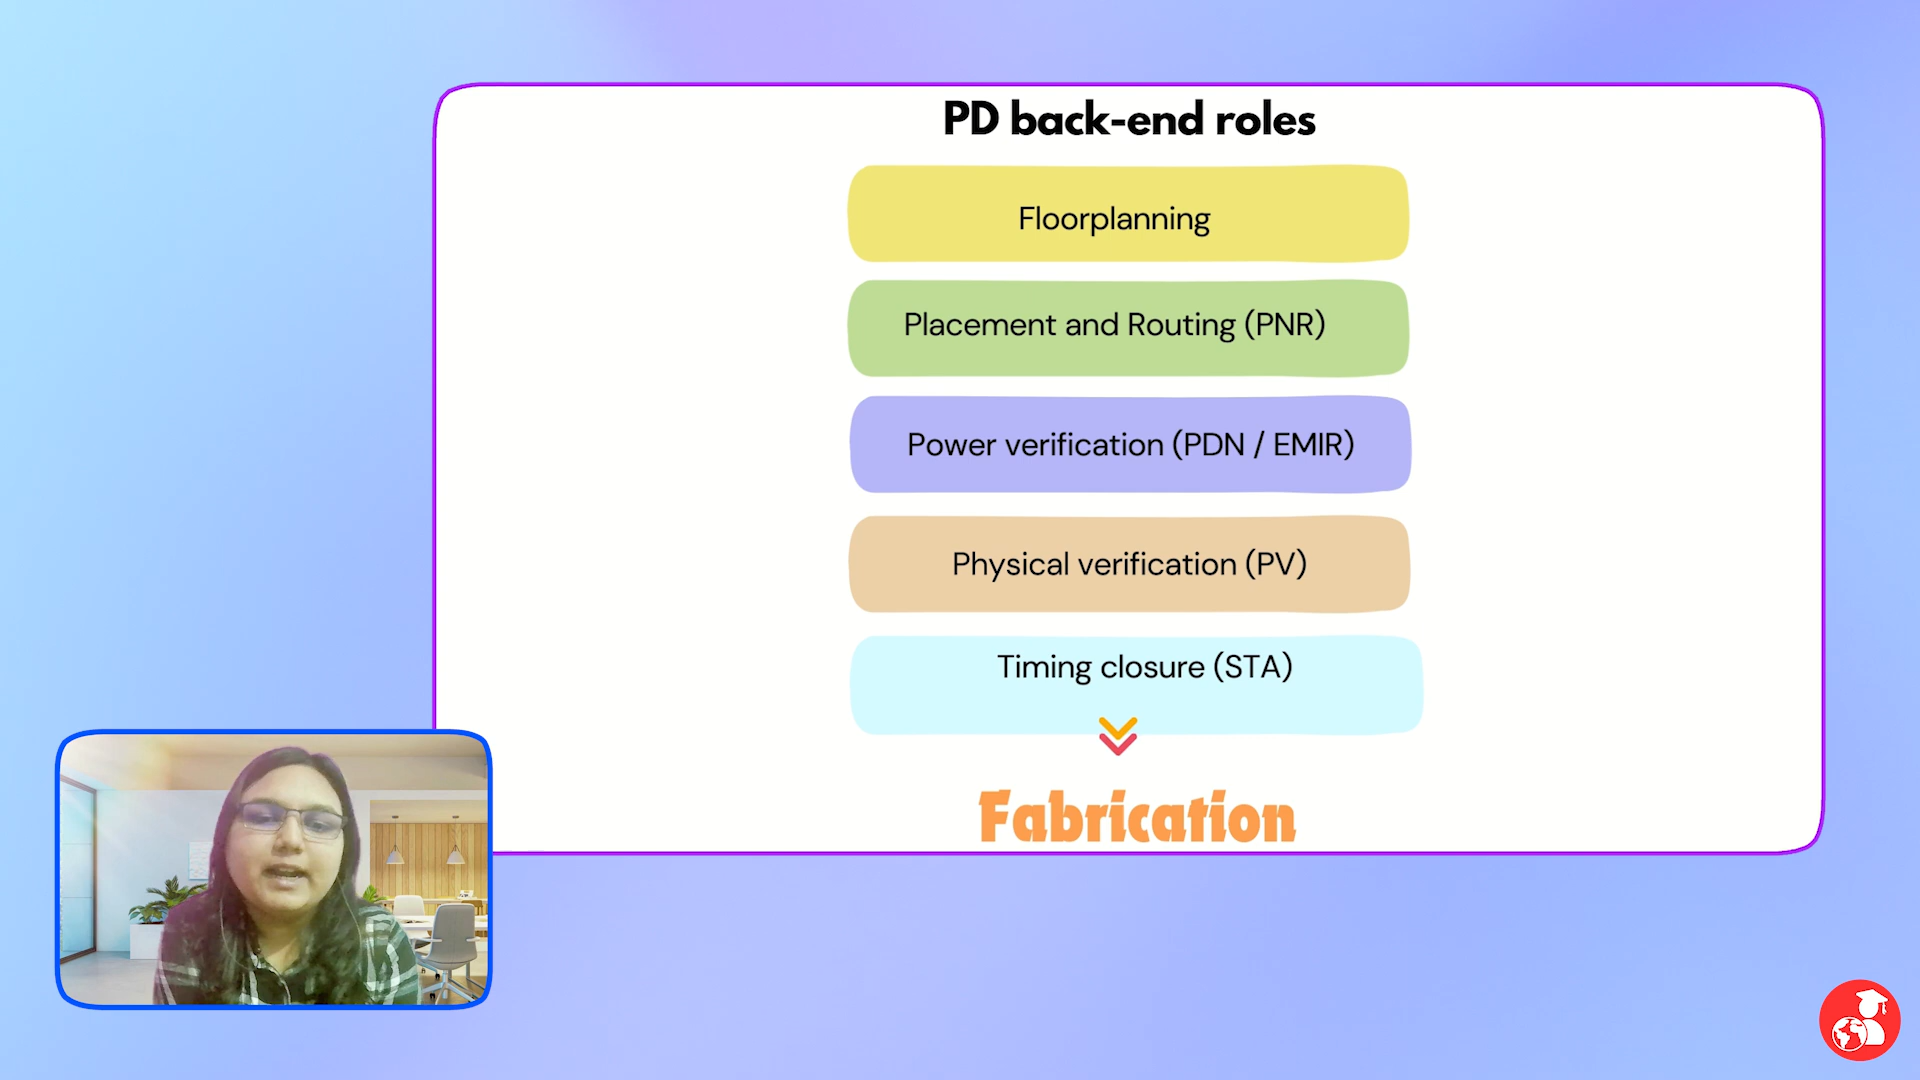 PD back-end roles
Floorplanning
Placement and Routing (PNR)
Power verification (PDN / EMIR)
Physical verification (PV)
Timing closure (STA)
Fabrication